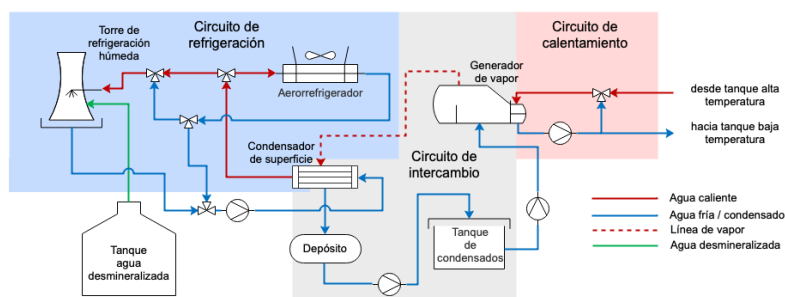 Torre de
refrigeración
húmeda
Circuito de
refrigeración
Aerorrefrigerador
Condensador
de superficie
Generador
de vapor
Circuito de
calentamiento
desde tanque alta
temperatura
hacia tanque baja
temperatura
Circuito de
intercambio
Tanque
agua
desmineralizada
Depósito
Tanque
de
condensados
Agua caliente
Agua fría / condensado
Línea de vapor
Agua desmineralizada